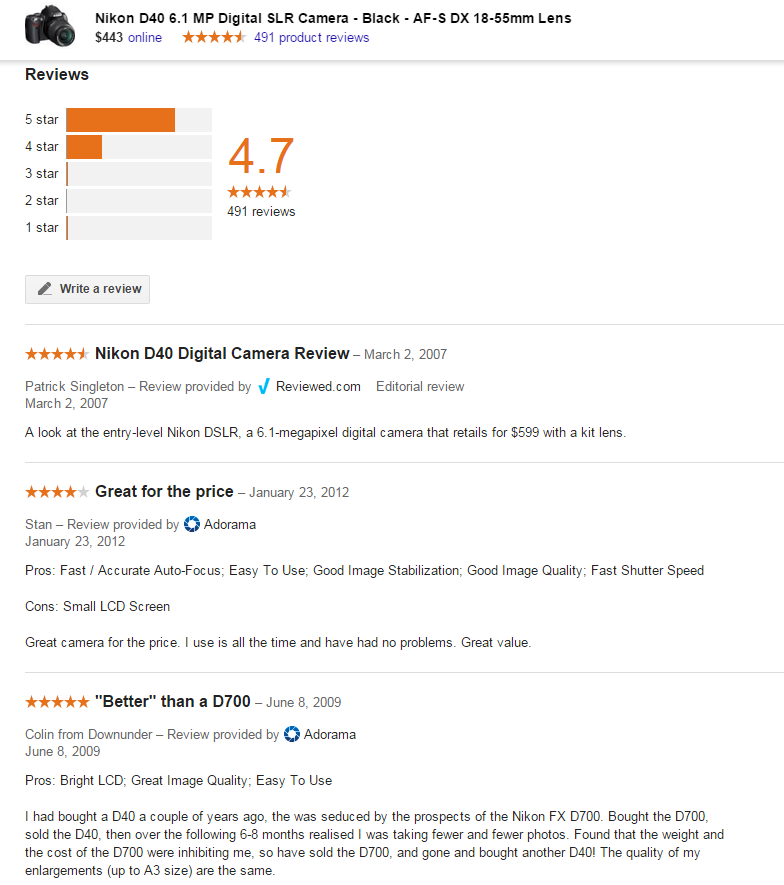 Nikon D40 6.1 MP Digital SLR Camera - Black - AF-S DX 18-55mm Lens
$443 online 491 product reviews
Reviews
5 star
4 star
3 star
2 star
1 star
4.7
491 reviews
Write a review
Nikon D40 Digital Camera Review – March 2, 2007
Patrick Singleton – Review provided by Reviewed.com Editorial review
March 2, 2007
A look at the entry-level Nikon DSLR, a 6.1-megapixel digital camera that retails for $599 with a kit lens.
Great for the price – January 23, 2012
Stan – Review provided by Adorama
January 23, 2012
Pros: Fast / Accurate Auto-Focus; Easy To Use; Good Image Stabilization; Good Image Quality; Fast Shutter Speed
Cons: Small LCD Screen
Great camera for the price. I use is all the time and have had no problems. Great value.
"Better" than a D700 – June 8, 2009
Colin from Downunder – Review provided by Adorama
June 8, 2009
Pros: Bright LCD; Great Image Quality; Easy To Use
I had bought a D40 a couple of years ago, the was seduced by the prospects of the Nikon FX D700. Bought the D700,
sold the D40, then over the following 6-8 months realised I was taking fewer and fewer photos. Found that the weight and
the cost of the D700 were inhibiting me, so have sold the D700, and gone and bought another D40! The quality of my
enlargements (up to A3 size) are the same.